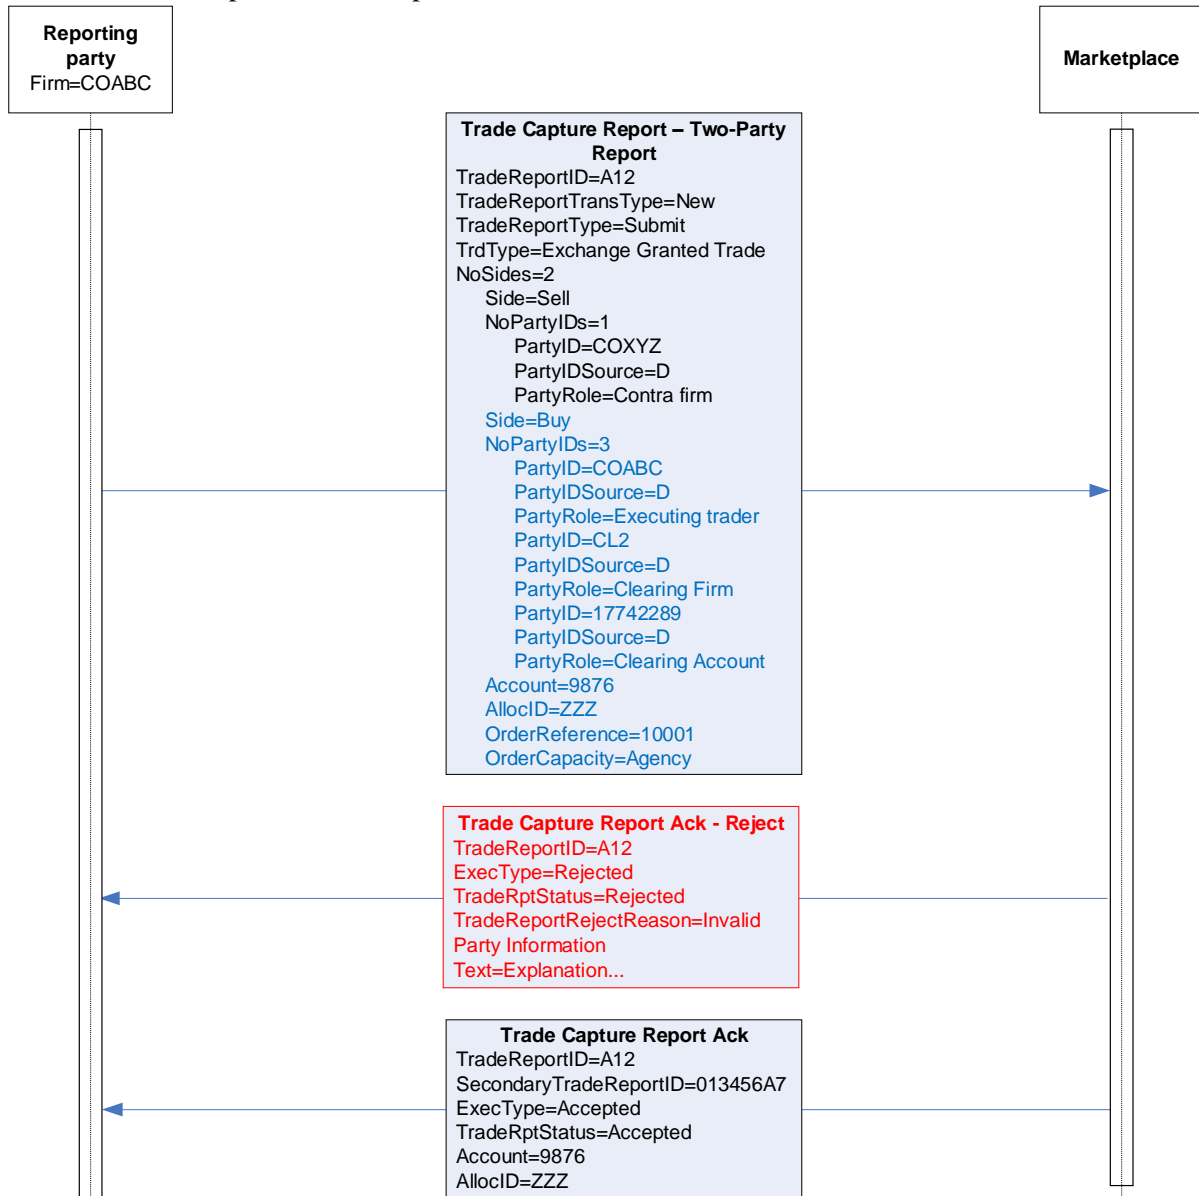 Reporting
party
Firm=COABC
Marketplace
Trade Capture Report – Two-Party
Report
TradeReportID=A12
TradeReportTransType=New
TradeReportType=Submit
TrdType=Exchange Granted Trade
NoSides=2
Side=Sell
NoPartyIDs=1
PartyID=COXYZ
PartyIDSource=D
PartyRole=Contra firm
Side=Buy
NoPartyIDs=3
PartyID=COABC
PartyIDSource=D
PartyRole=Executing trader
PartyID=CL2
PartyIDSource=D
PartyRole=Clearing Firm
PartyID=17742289
PartyIDSource=D
PartyRole=Clearing Account
Account=9876
AllocID=ZZZ
OrderReference=10001
OrderCapacity=Agency
Trade Capture Report Ack - Reject
TradeReportID=A12
ExecType=Rejected
TradeRptStatus=Rejected
TradeReportRejectReason=Invalid
Party Information
Text=Explanation...
Trade Capture Report Ack
TradeReportID=A12
SecondaryTradeReportID=013456A7
ExecType=Accepted
TradeRptStatus=Accepted
Account=9876
AllocID=ZZZ